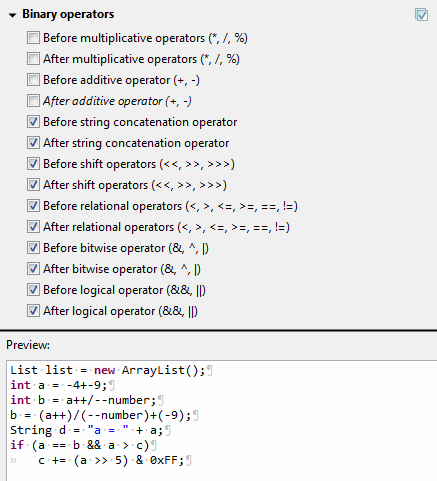 Binary operators
Before multiplicative operators (*, /, %)
After multiplicative operators (*, /, %)
Before additive operator (+, -)
After additive operator (+, -)
Before string concatenation operator
After string concatenation operator
Before shift operators (<<, >>, >>>)
After shift operators (<<, >>, >>>)
Before relational operators (<, >, <=, >=, ==, !=)
After relational operators (<, >, <=, >=, ==, !=)
Before bitwise operator (&, ^, |)
After bitwise operator (&, ^, |)
Before logical operator (&&, ||)
After logical operator (&&, ||)
Preview:
List·list·=·new·ArrayList();¶
int·a·=·-4+-9;¶
int·b·=·a++/--number;¶
b·=·(a++)/(--number)+(-9);¶
String·d·=·"a·=·"·+·a;¶
if·(a·==·b·&&·a·>·c)¶
»   c·+=·(a·>>·5)·&·0xFF;¶